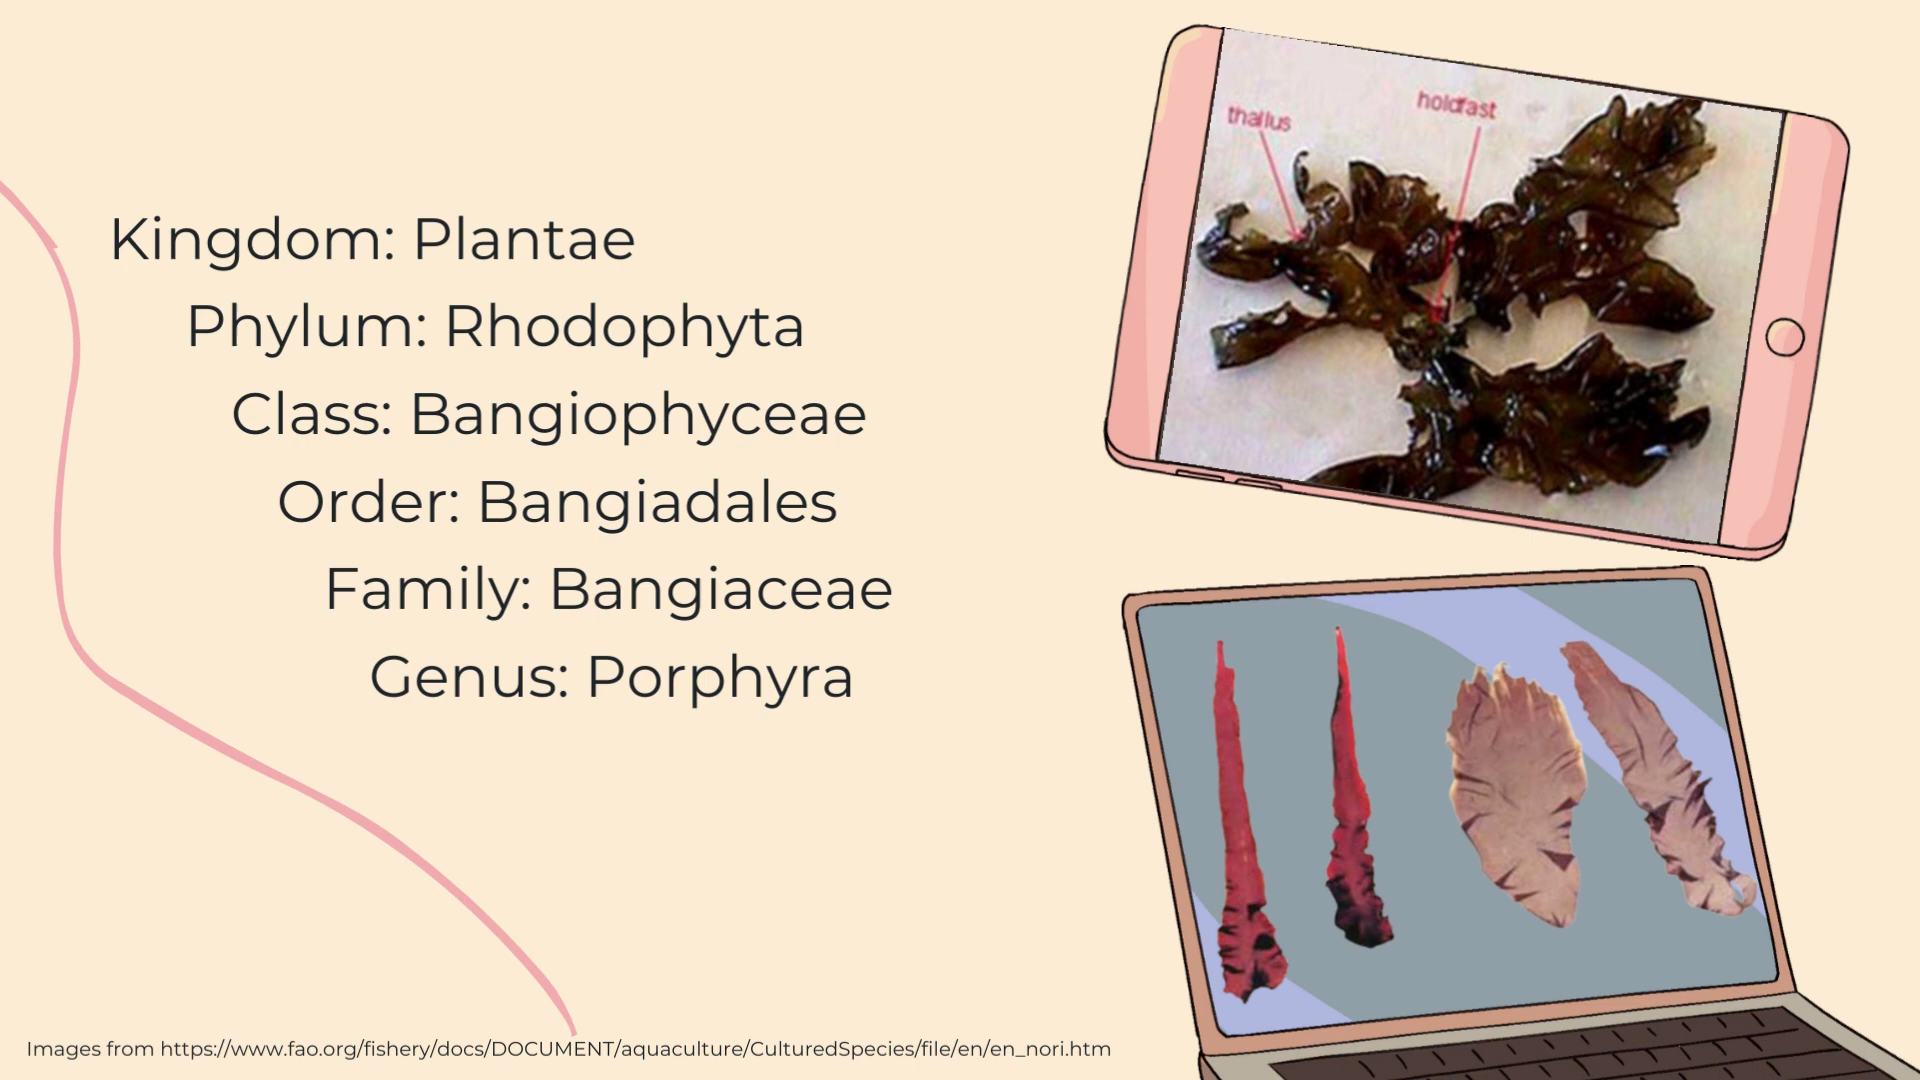 Kingdom: Plantae
Phylum: Rhodophyta
Class: Bangiophyceae
Order: Bangiadales
Family: Bangiaceae
Genus: Porphyra
thallus
holdfast
Images from https://www.fao.org/fishery/docs/DOCUMENT/aquaculture/CulturedSpecies/file/en/en_nori.htm